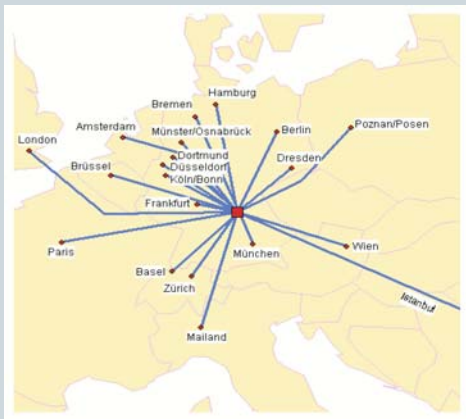 Hamburg
Bremen
Amsterdam
Münster/Osnabrück
Berlin
Poznan/Posen
London
Dortmund
Dresden
Brüssel
Düsseldorf
Köln/Bonn
Frankfurt
Paris
München
Wien
Basel
Zürich
Istanbul
Mailand